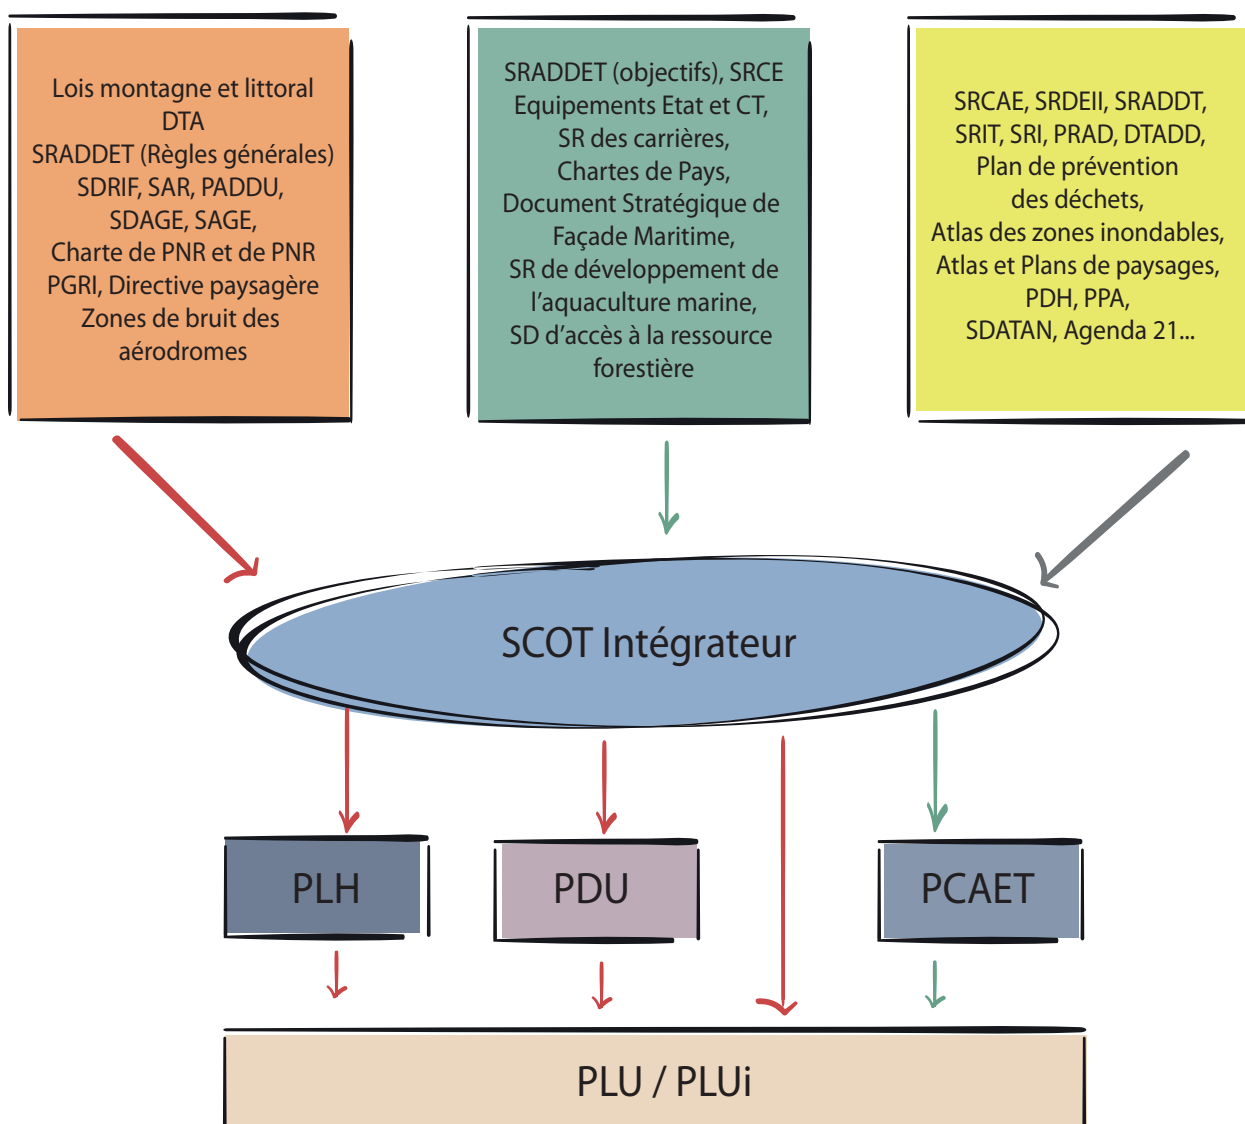 Lois montagne et littoral
DTA
SRADDET (Règles générales)
SDRIF, SAR, PADDU,
SDAGE, SAGE,
Charte de PNR et de PNR
PGRI, Directive paysagère
Zones de bruit des
aérodromes
SRADDET (objectifs), SRCE
Equipements Etat et CT,
SR des carrières,
Chartes de Pays,
Document Stratégique de
Façade Maritime,
SR de développement de
l'aquaculture marine,
SD d'accès à la ressource
forestière
SRCAE, SRDEII, SRADDT,
SRIT, SRI, PRAD, DTADD,
Plan de prévention
des déchets,
Atlas des zones inondables,
Atlas et Plans de paysages,
PDH, PPA,
SDATAN, Agenda 21...
SCOT Intégrateur
PLH
PDU
PCAET
PLU / PLUi